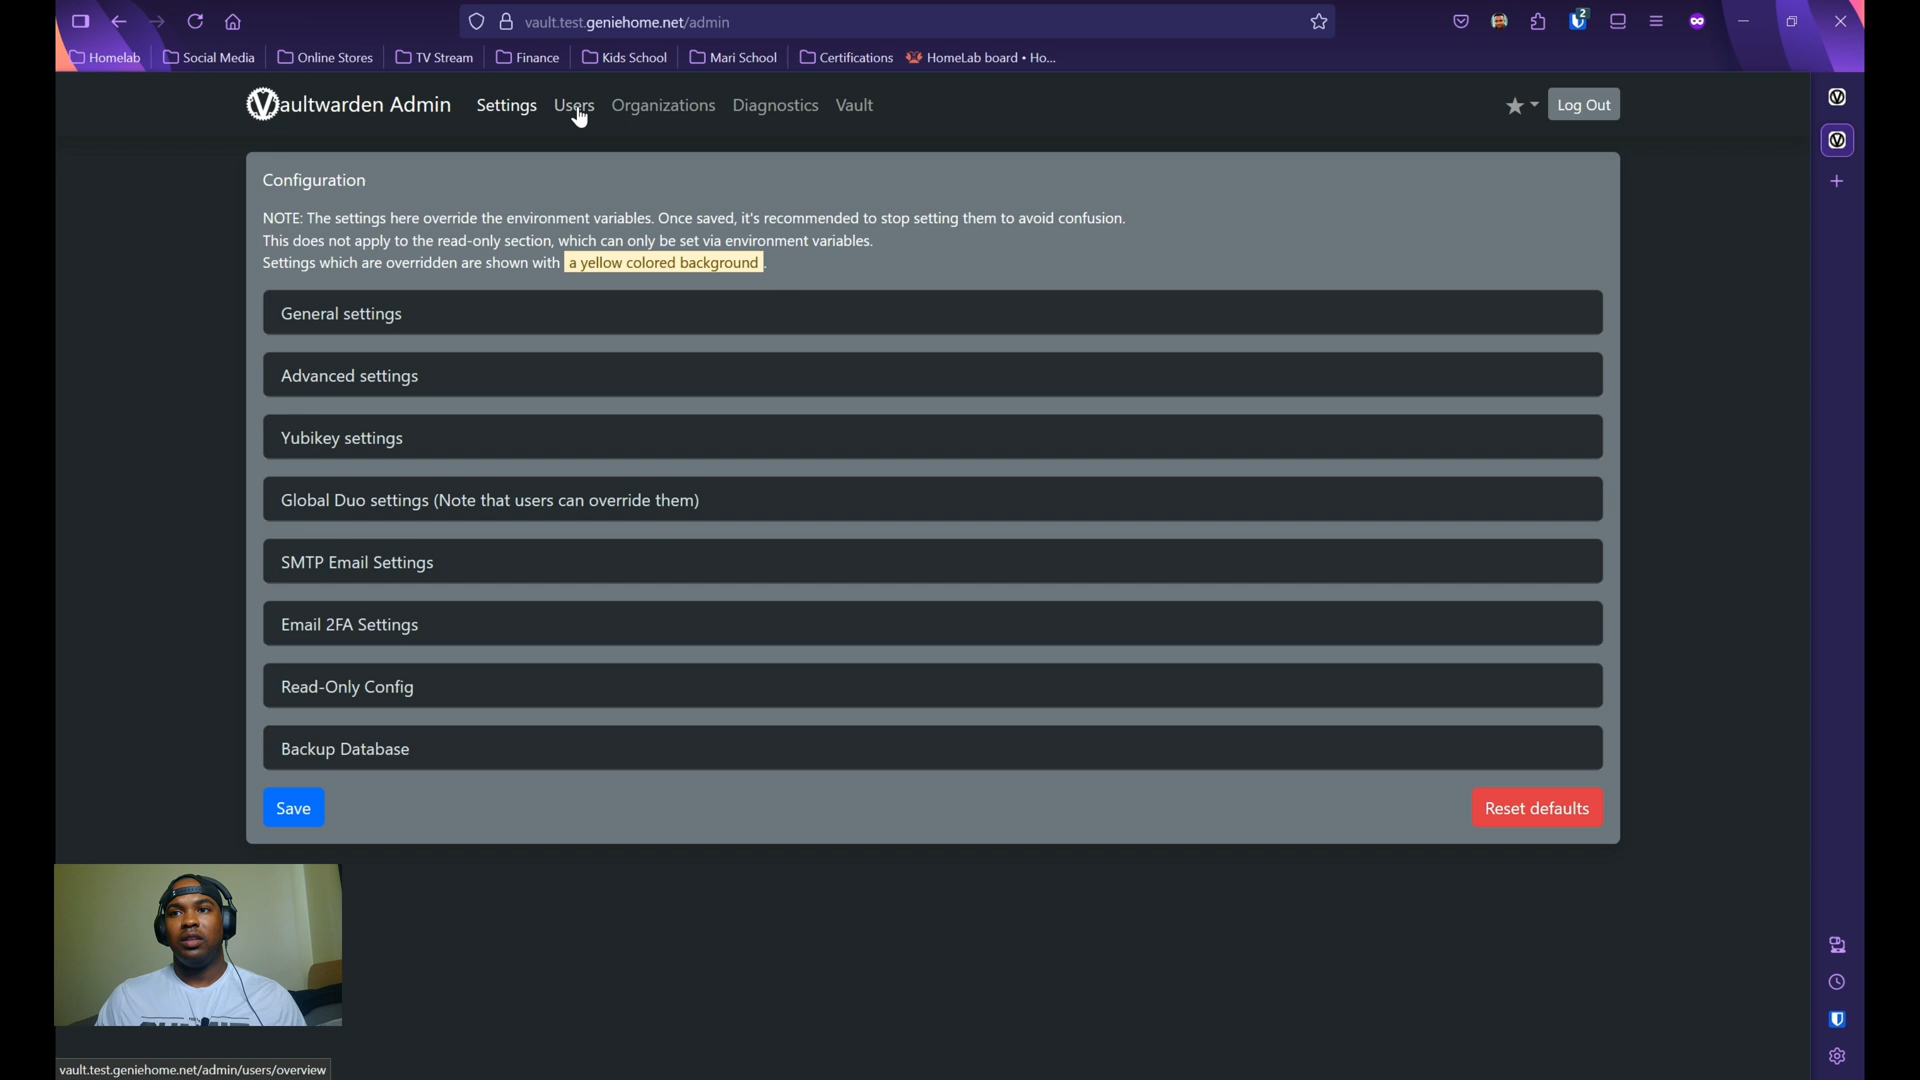 vault.test.geniehome.net/admin
2
Homelab
Social Media
Online Stores
TV Stream
Finance
Kids School
Mari School
Certifications
HomeLab board • Ho...
Vaultwarden Admin
Settings
Users
Organizations
Diagnostics
Vault
Log Out
Configuration
NOTE: The settings here override the environment variables. Once saved, it's recommended to stop setting them to avoid confusion.
This does not apply to the read-only section, which can only be set via environment variables.
Settings which are overridden are shown with a yellow colored background.
General settings
Advanced settings
Yubikey settings
Global Duo settings (Note that users can override them)
SMTP Email Settings
Email 2FA Settings
Read-Only Config
Backup Database
Save
Reset defaults
vault.test.geniehome.net/admin/users/overview